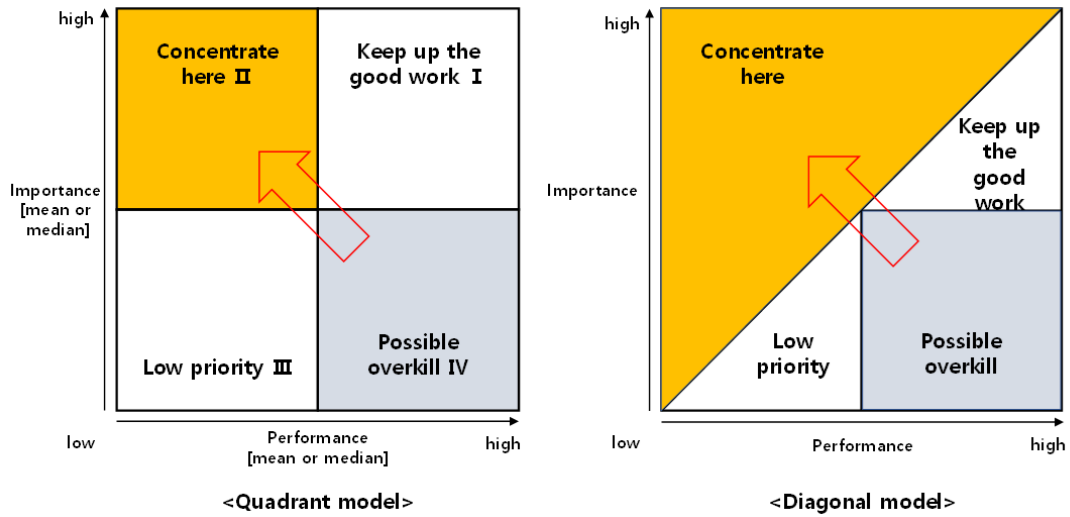 high
Concentrate
here Ⅱ
Keep up the
good work Ⅰ
Importance
[mean or
median]
Low priority Ⅲ
Possible
overkill Ⅳ
low
Performance
[mean or median]
high
<Quadrant model>
high
Concentrate
here
Keep up
the
good
work
Importance
Low
priority
Possible
overkill
low
Performance
high
<Diagonal model>